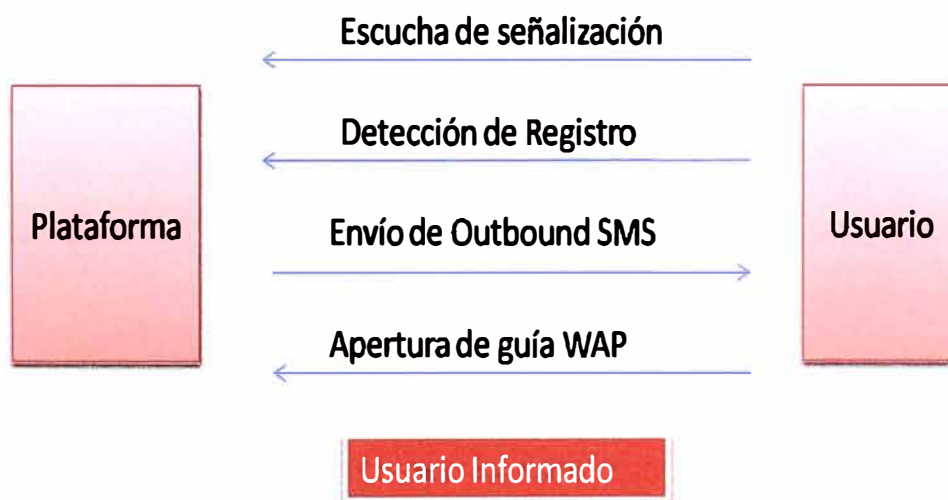 Escucha de señalización
Detección de Registro
Plataforma
Envío de Outbound SMS
Usuario
Apertura de guía WAP
Usuario Informado